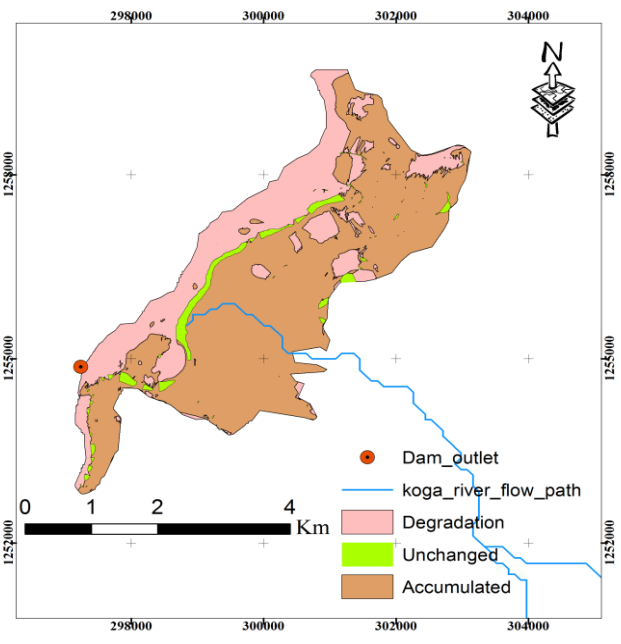 298000 300000 302000 304000
N
1258000 1258000
1255000 1255000
Dam_outlet
koga_river_flow_path
0 1 2 4
Km
Degradation
Unchanged
Accumulated
1252000 1252000
298000 300000 302000 304000